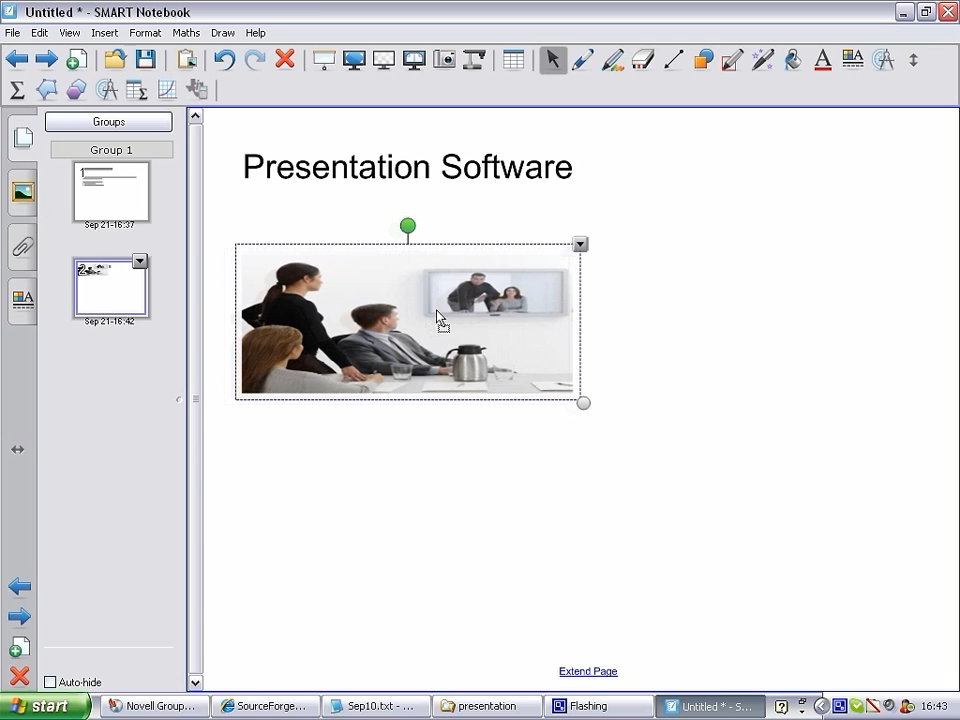 Untitled * - SMART Notebook
File Edit View Insert Format Maths Draw Help
Groups
Group 1
1
Sep 21-16:37
2
Sep 21-16:42
Presentation Software
Extend Page
Auto-hide
start
Novell Group...
SourceForge...
Sep10.txt - ...
presentation
Flashing
Untitled * - S...
16:43